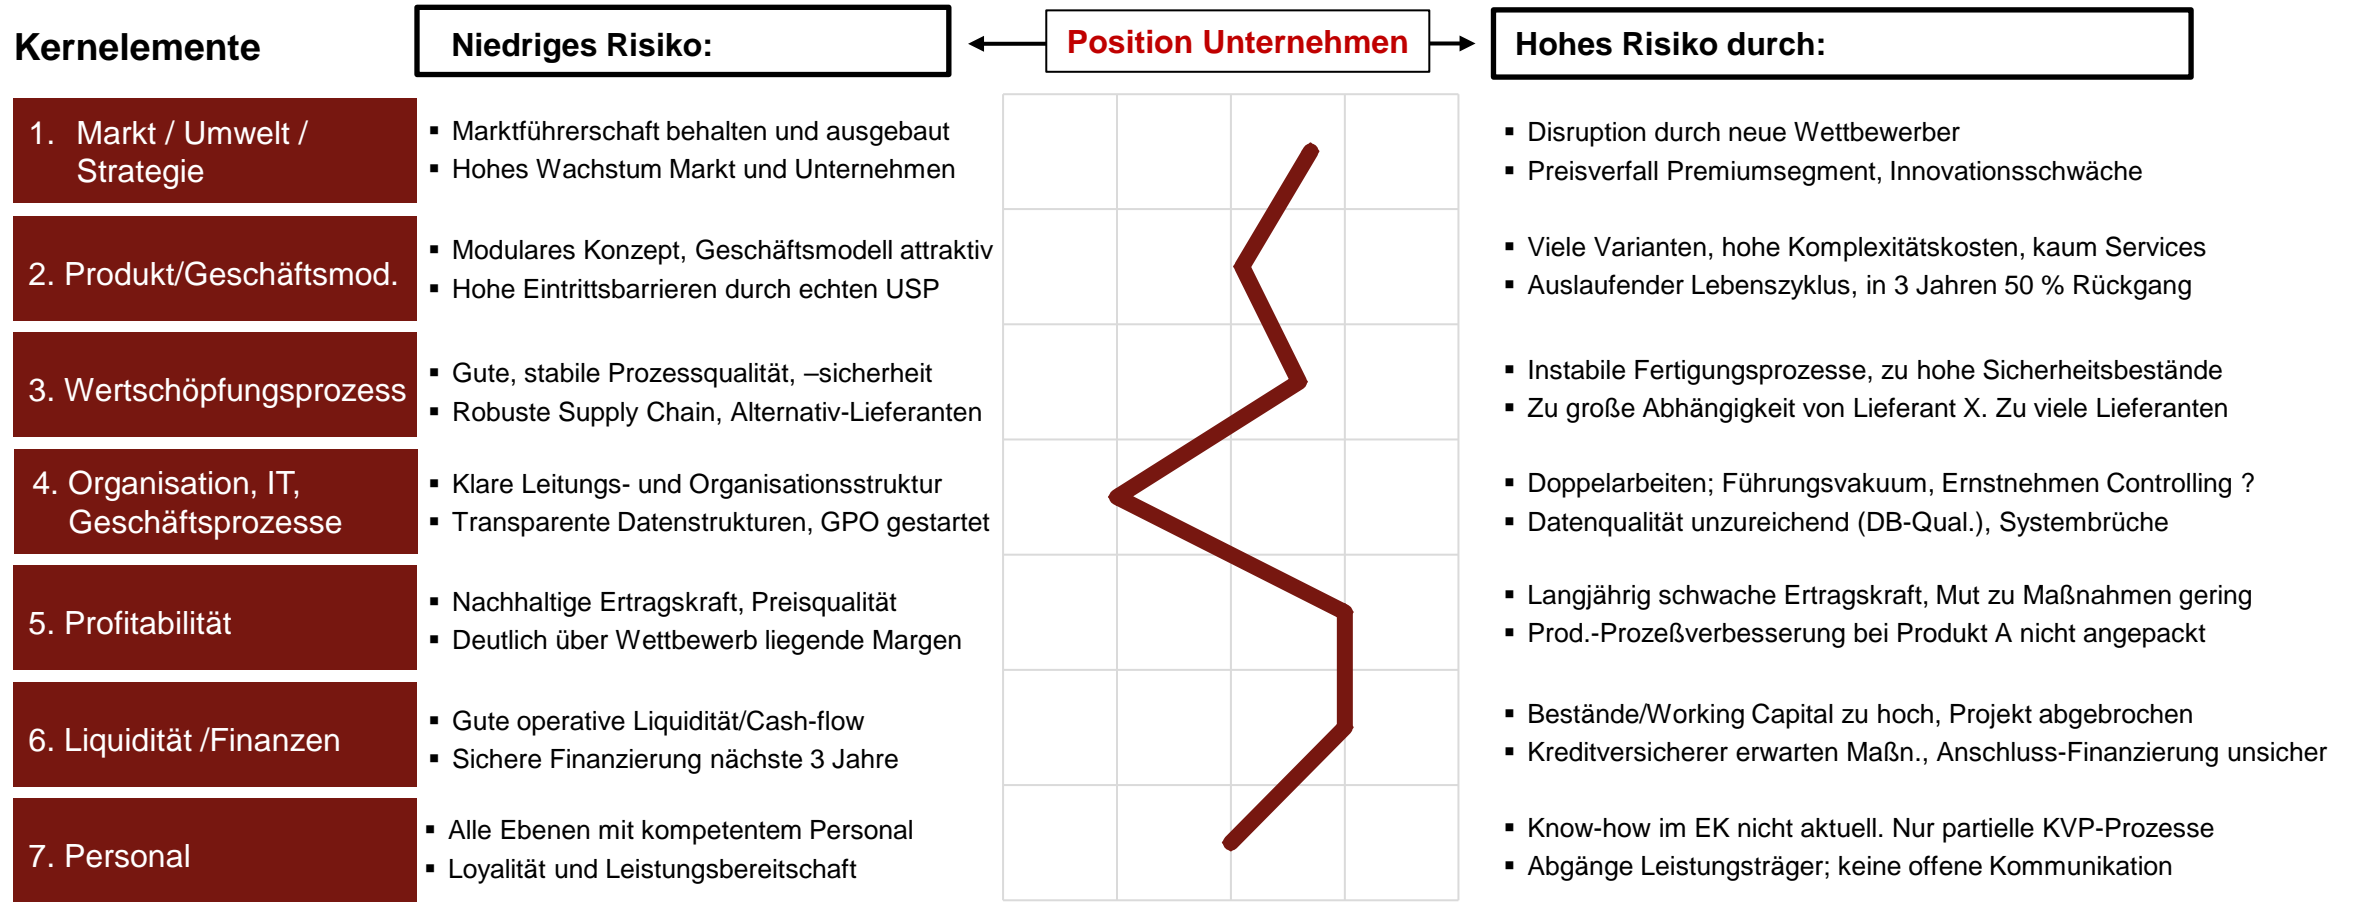 Kernelemente
Niedriges Risiko:
Position Unternehmen
Hohes Risiko durch:
1. Markt / Umwelt /
Strategie
▪ Marktführerschaft behalten und ausgebaut
▪ Hohes Wachstum Markt und Unternehmen
▪ Disruption durch neue Wettbewerber
▪ Preisverfall Premiumsegment, Innovationsschwäche
2. Produkt/Geschäftsmod.
▪ Modulares Konzept, Geschäftsmodell attraktiv
▪ Hohe Eintrittsbarrieren durch echten USP
▪ Viele Varianten, hohe Komplexitätskosten, kaum Services
▪ Auslaufender Lebenszyklus, in 3 Jahren 50 % Rückgang
3. Wertschöpfungsprozess
▪ Gute, stabile Prozessqualität, –sicherheit
▪ Robuste Supply Chain, Alternativ-Lieferanten
▪ Instabile Fertigungsprozesse, zu hohe Sicherheitsbestände
▪ Zu große Abhängigkeit von Lieferant X. Zu viele Lieferanten
4. Organisation, IT,
Geschäftsprozesse
▪ Klare Leitungs- und Organisationsstruktur
▪ Transparente Datenstrukturen, GPO gestartet
▪ Doppelarbeiten; Führungsvakuum, Ernstnehmen Controlling ?
▪ Datenqualität unzureichend (DB-Qual.), Systembrüche
5. Profitabilität
▪ Nachhaltige Ertragskraft, Preisqualität
▪ Deutlich über Wettbewerb liegende Margen
▪ Langjährig schwache Ertragskraft, Mut zu Maßnahmen gering
▪ Prod.-Prozeßverbesserung bei Produkt A nicht angepackt
6. Liquidität /Finanzen
▪ Gute operative Liquidität/Cash-flow
▪ Sichere Finanzierung nächste 3 Jahre
▪ Bestände/Working Capital zu hoch, Projekt abgebrochen
▪ Kreditversicherer erwarten Maßn., Anschluss-Finanzierung unsicher
7. Personal
▪ Alle Ebenen mit kompetentem Personal
▪ Loyalität und Leistungsbereitschaft
▪ Know-how im EK nicht aktuell. Nur partielle KVP-Prozesse
▪ Abgänge Leistungsträger; keine offene Kommunikation